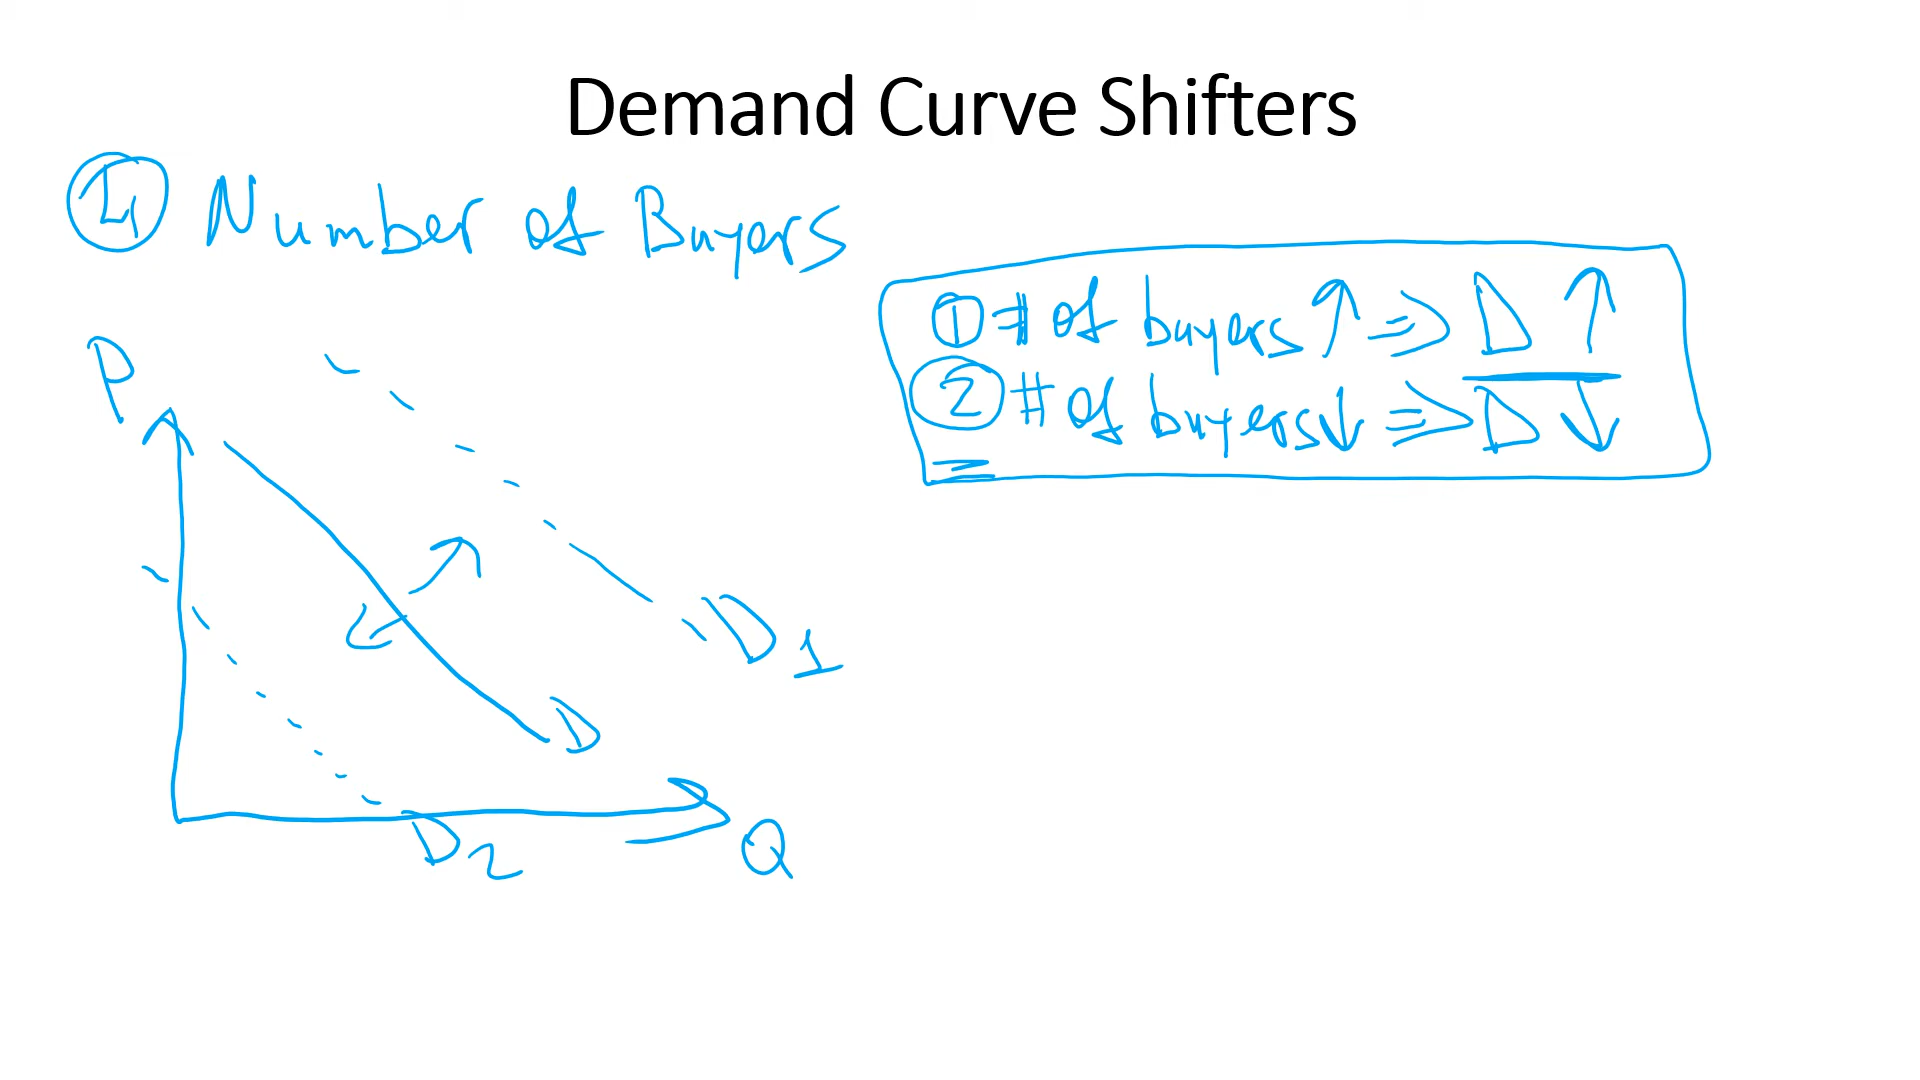 Demand Curve Shifters
④ Number of Buyers
① # of buyers ↑ ⇒ D ↑
② # of buyers ↓ ⇒ D ↓
P
D1
D
D2
Q